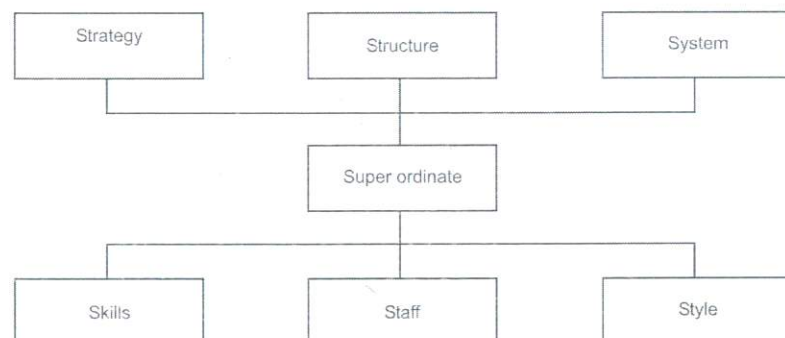 Strategy
Structure
System
Super ordinate
Skills
Staff
Style